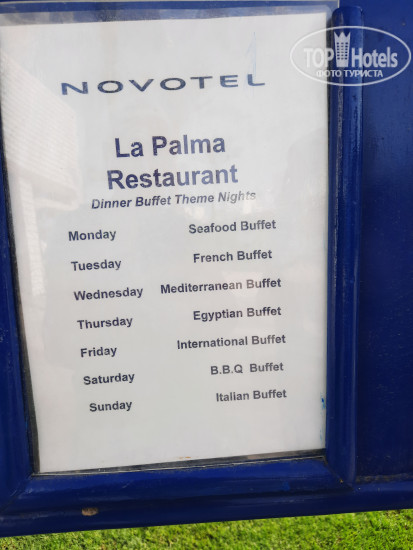 TOP Hotels
ФОТО ТУРИСТА
NOVOTEL
La Palma
Restaurant
Dinner Buffet Theme Nights
Monday Seafood Buffet
Tuesday French Buffet
Wednesday Mediterranean Buffet
Thursday Egyptian Buffet
Friday International Buffet
Saturday B.B.Q Buffet
Sunday Italian Buffet